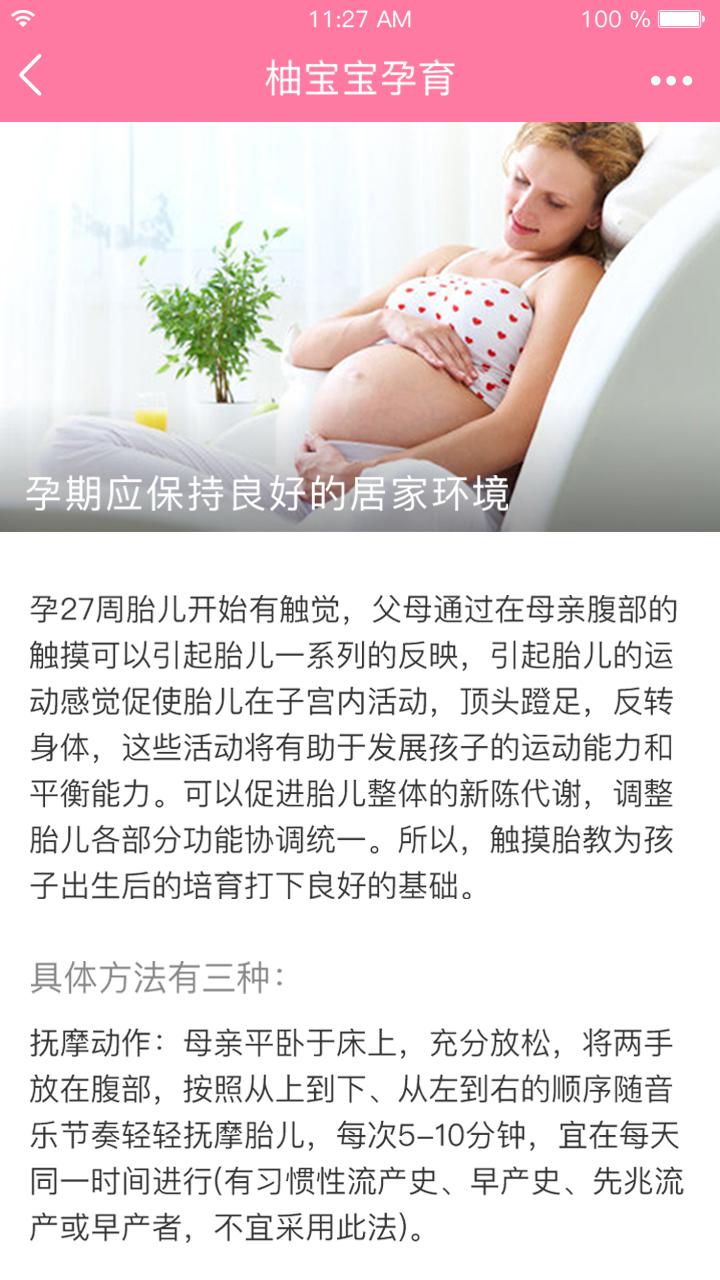 11:27 AM
100 %
柚宝宝孕育
孕期应保持良好的居家环境
孕27周胎儿开始有触觉，父母通过在母亲腹部的
触摸可以引起胎儿一系列的反映，引起胎儿的运
动感觉促使胎儿在子宫内活动，顶头蹬足，反转
身体，这些活动将有助于发展孩子的运动能力和
平衡能力。可以促进胎儿整体的新陈代谢，调整
胎儿各部分功能协调统一。所以，触摸胎教为孩
子出生后的培育打下良好的基础。
具体方法有三种：
抚摩动作：母亲平卧于床上，充分放松，将两手
放在腹部，按照从上到下、从左到右的顺序随音
乐节奏轻轻抚摩胎儿，每次5–10分钟，宜在每天
同一时间进行(有习惯性流产史、早产史、先兆流
产或早产者，不宜采用此法)。